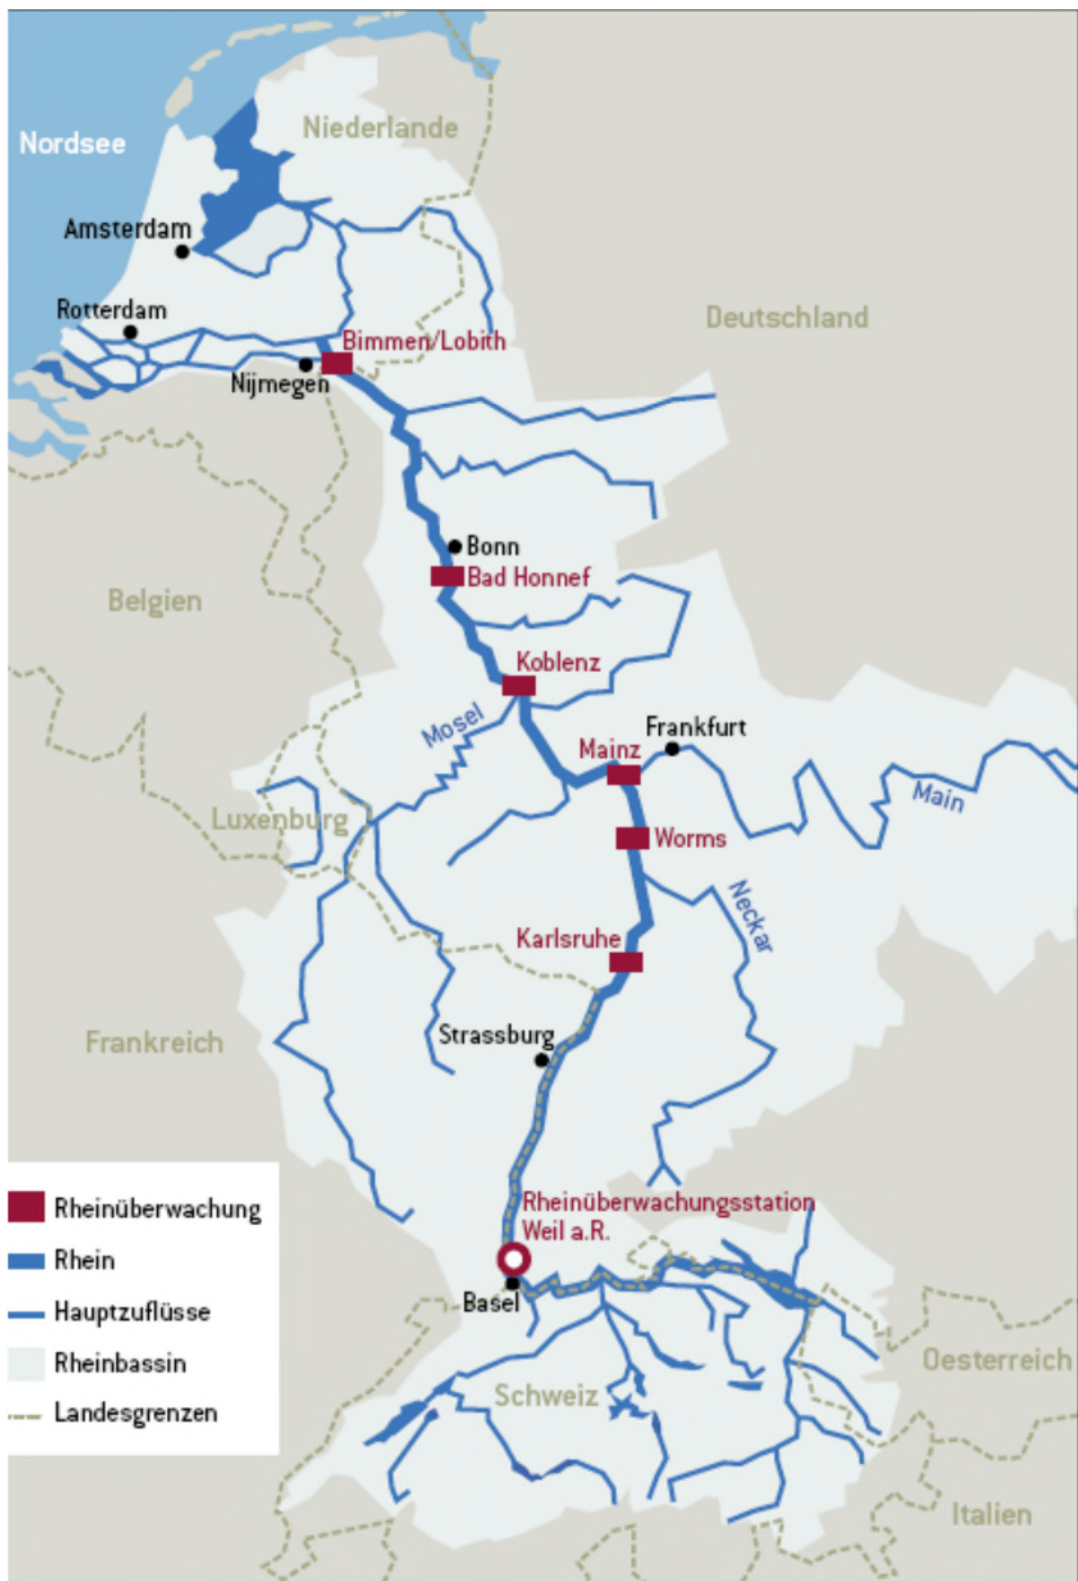 Nordsee
Niederlande
Amsterdam
Rotterdam
Deutschland
Bimmen/Lobith
Nijmegen
Bonn
Bad Honnef
Belgien
Koblenz
Mosel
Frankfurt
Mainz
Main
Luxenburg
Worms
Neckar
Karlsruhe
Strassburg
Frankreich
Rheinüberwachungsstation
Weil a.R.
Basel
Oesterreich
Schweiz
Italien
Rheinüberwachung
Rhein
Hauptzuflüsse
Rheinbassin
Landesgrenzen